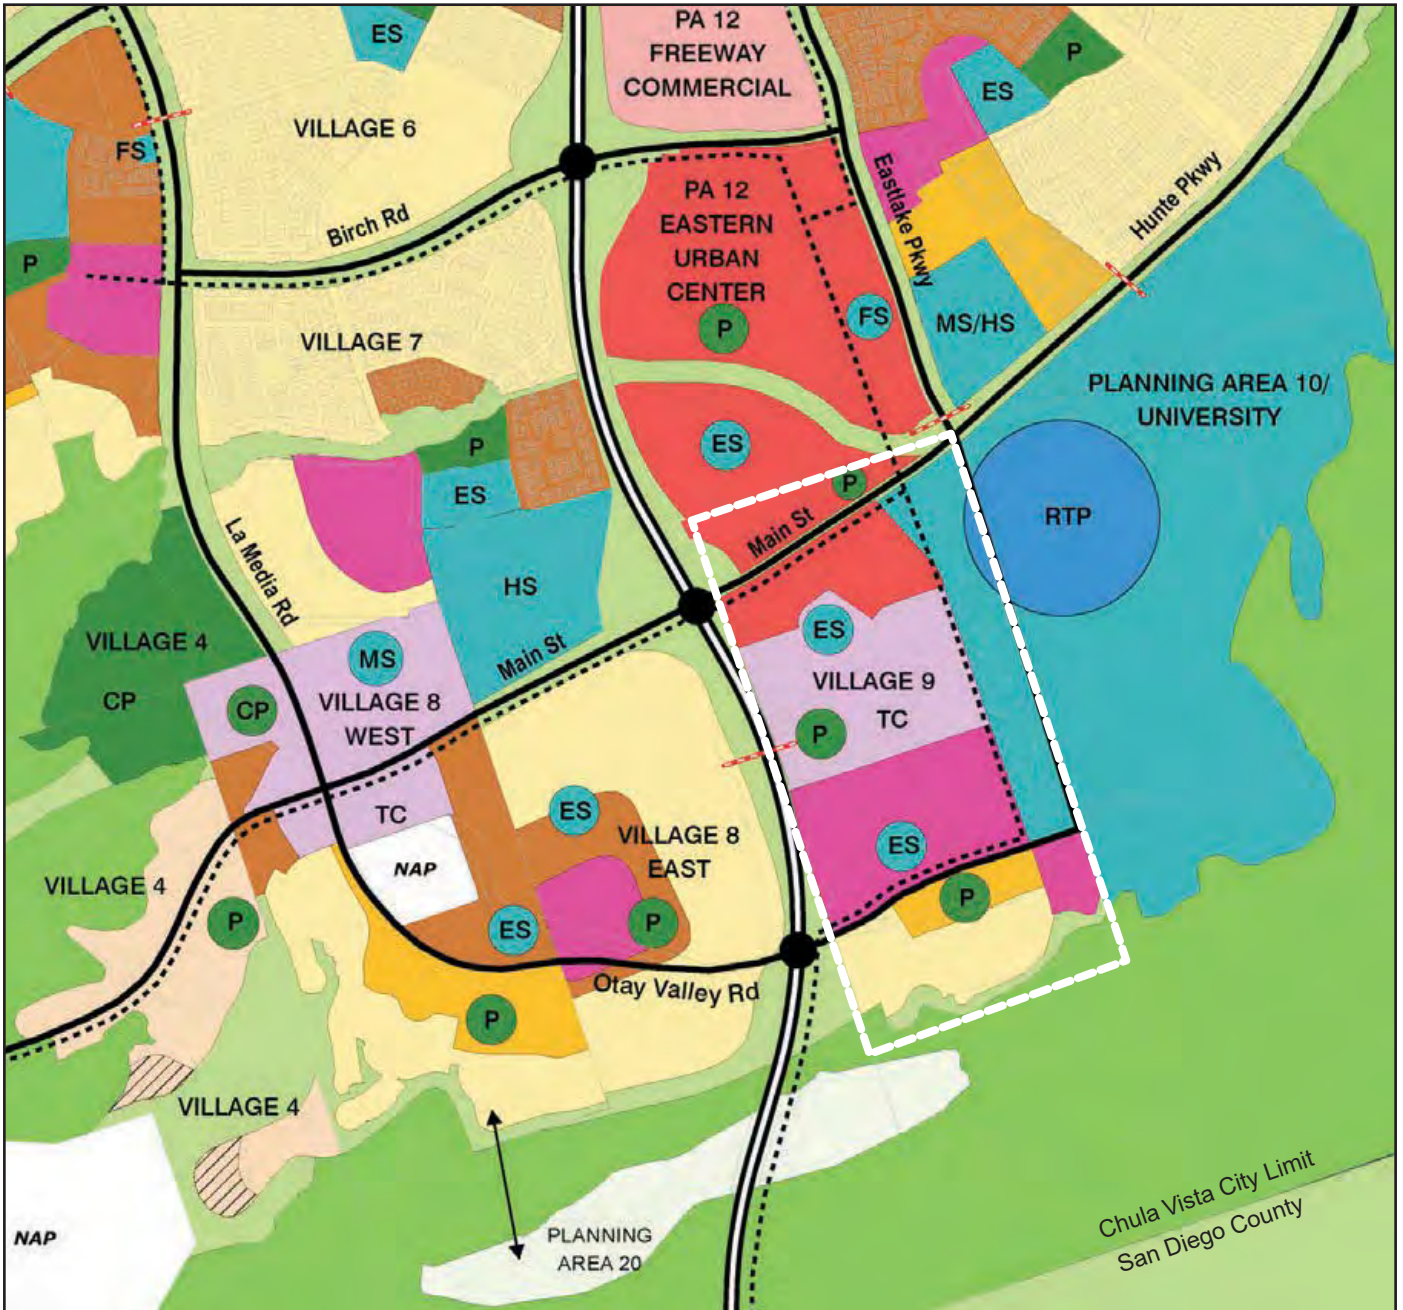 ES
PA 12
FREEWAY
COMMERCIAL
P
ES
VILLAGE 6
FS
Birch Rd
Eastlake Pkwy
Hunte Pkwy
PA 12
EASTERN
URBAN
CENTER
P
FS
MS/HS
P
VILLAGE 7
PLANNING AREA 10/
UNIVERSITY
P
ES
ES
P
RTP
La Media Rd
HS
Main St
Main St
VILLAGE 4
CP
MS
CP
VILLAGE 8
WEST
TC
ES
VILLAGE 9
TC
P
NAP
ES
VILLAGE 8
EAST
ES
P
ES
P
VILLAGE 4
P
Otay Valley Rd
P
VILLAGE 4
NAP
PLANNING
AREA 20
Chula Vista City Limit
San Diego County